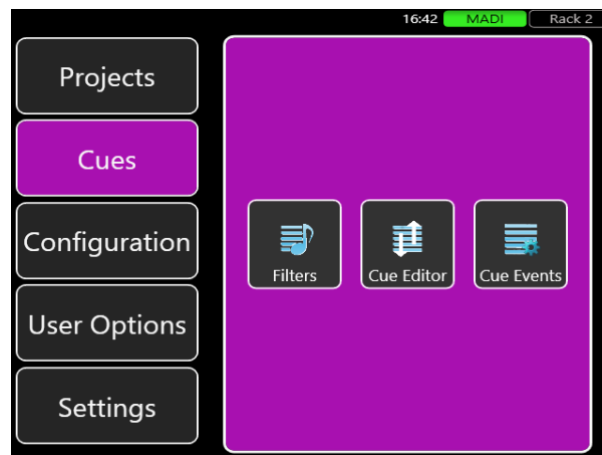 16:42 MADI Rack 2
Projects
Cues
Configuration
User Options
Settings
Filters
Cue Editor
Cue Events